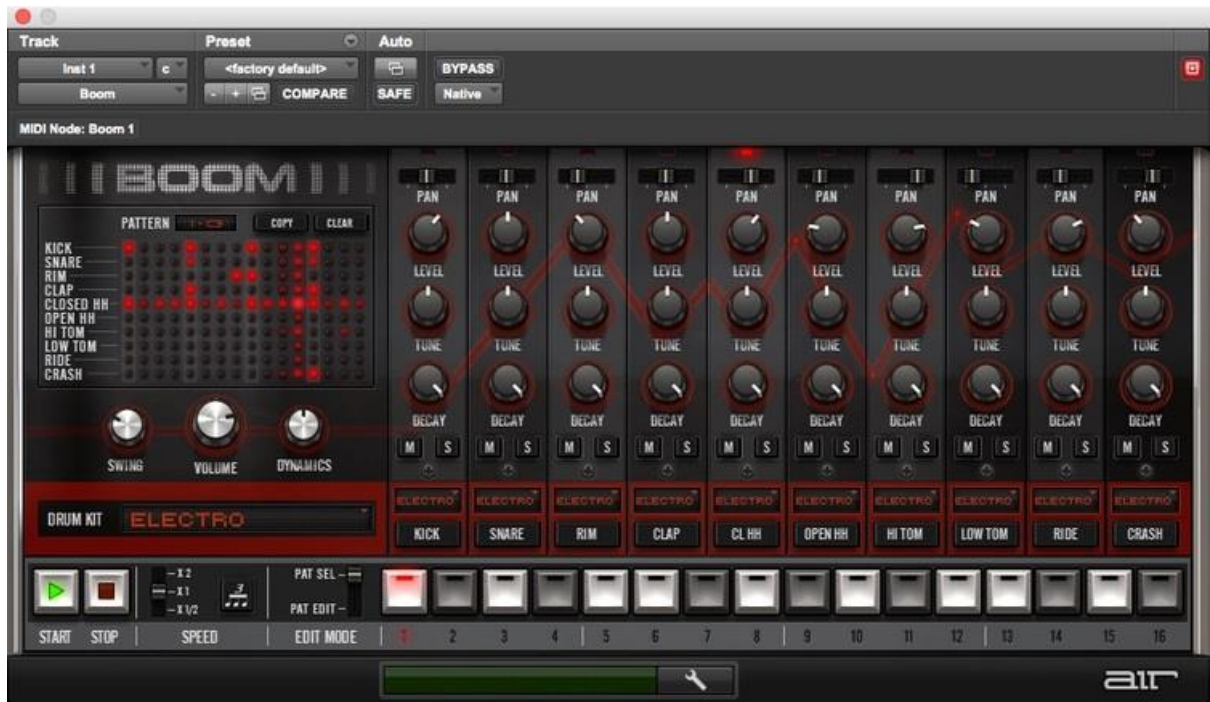 Track Preset Auto
Inst 1 c <factory default> BYPASS
Boom - + COMPARE SAFE Native
MIDI Node: Boom 1
BOOM
PATTERN COPY CLEAR
KICK
SNARE
RIM
CLAP
CLOSED HH
OPEN HH
HI TOM
LOW TOM
RIDE
CRASH
SWING VOLUME DYNAMICS
PAN PAN PAN PAN PAN PAN PAN PAN PAN PAN
LEVEL LEVEL LEVEL LEVEL LEVEL LEVEL LEVEL LEVEL LEVEL LEVEL
TUNE TUNE TUNE TUNE TUNE TUNE TUNE TUNE TUNE TUNE
DECAY DECAY DECAY DECAY DECAY DECAY DECAY DECAY DECAY DECAY
M S M S M S M S M S M S M S M S M S M S
DRUM KIT ELECTRO
ELECTRO ELECTRO ELECTRO ELECTRO ELECTRO ELECTRO ELECTRO ELECTRO ELECTRO ELECTRO
KICK SNARE RIM CLAP CL HH OPEN HH HI TOM LOW TOM RIDE CRASH
X2
X1
X1/2
3
PAT SEL
PAT EDIT
START STOP SPEED EDIT MODE 1 2 3 4 5 6 7 8 9 10 11 12 13 14 15 16
air